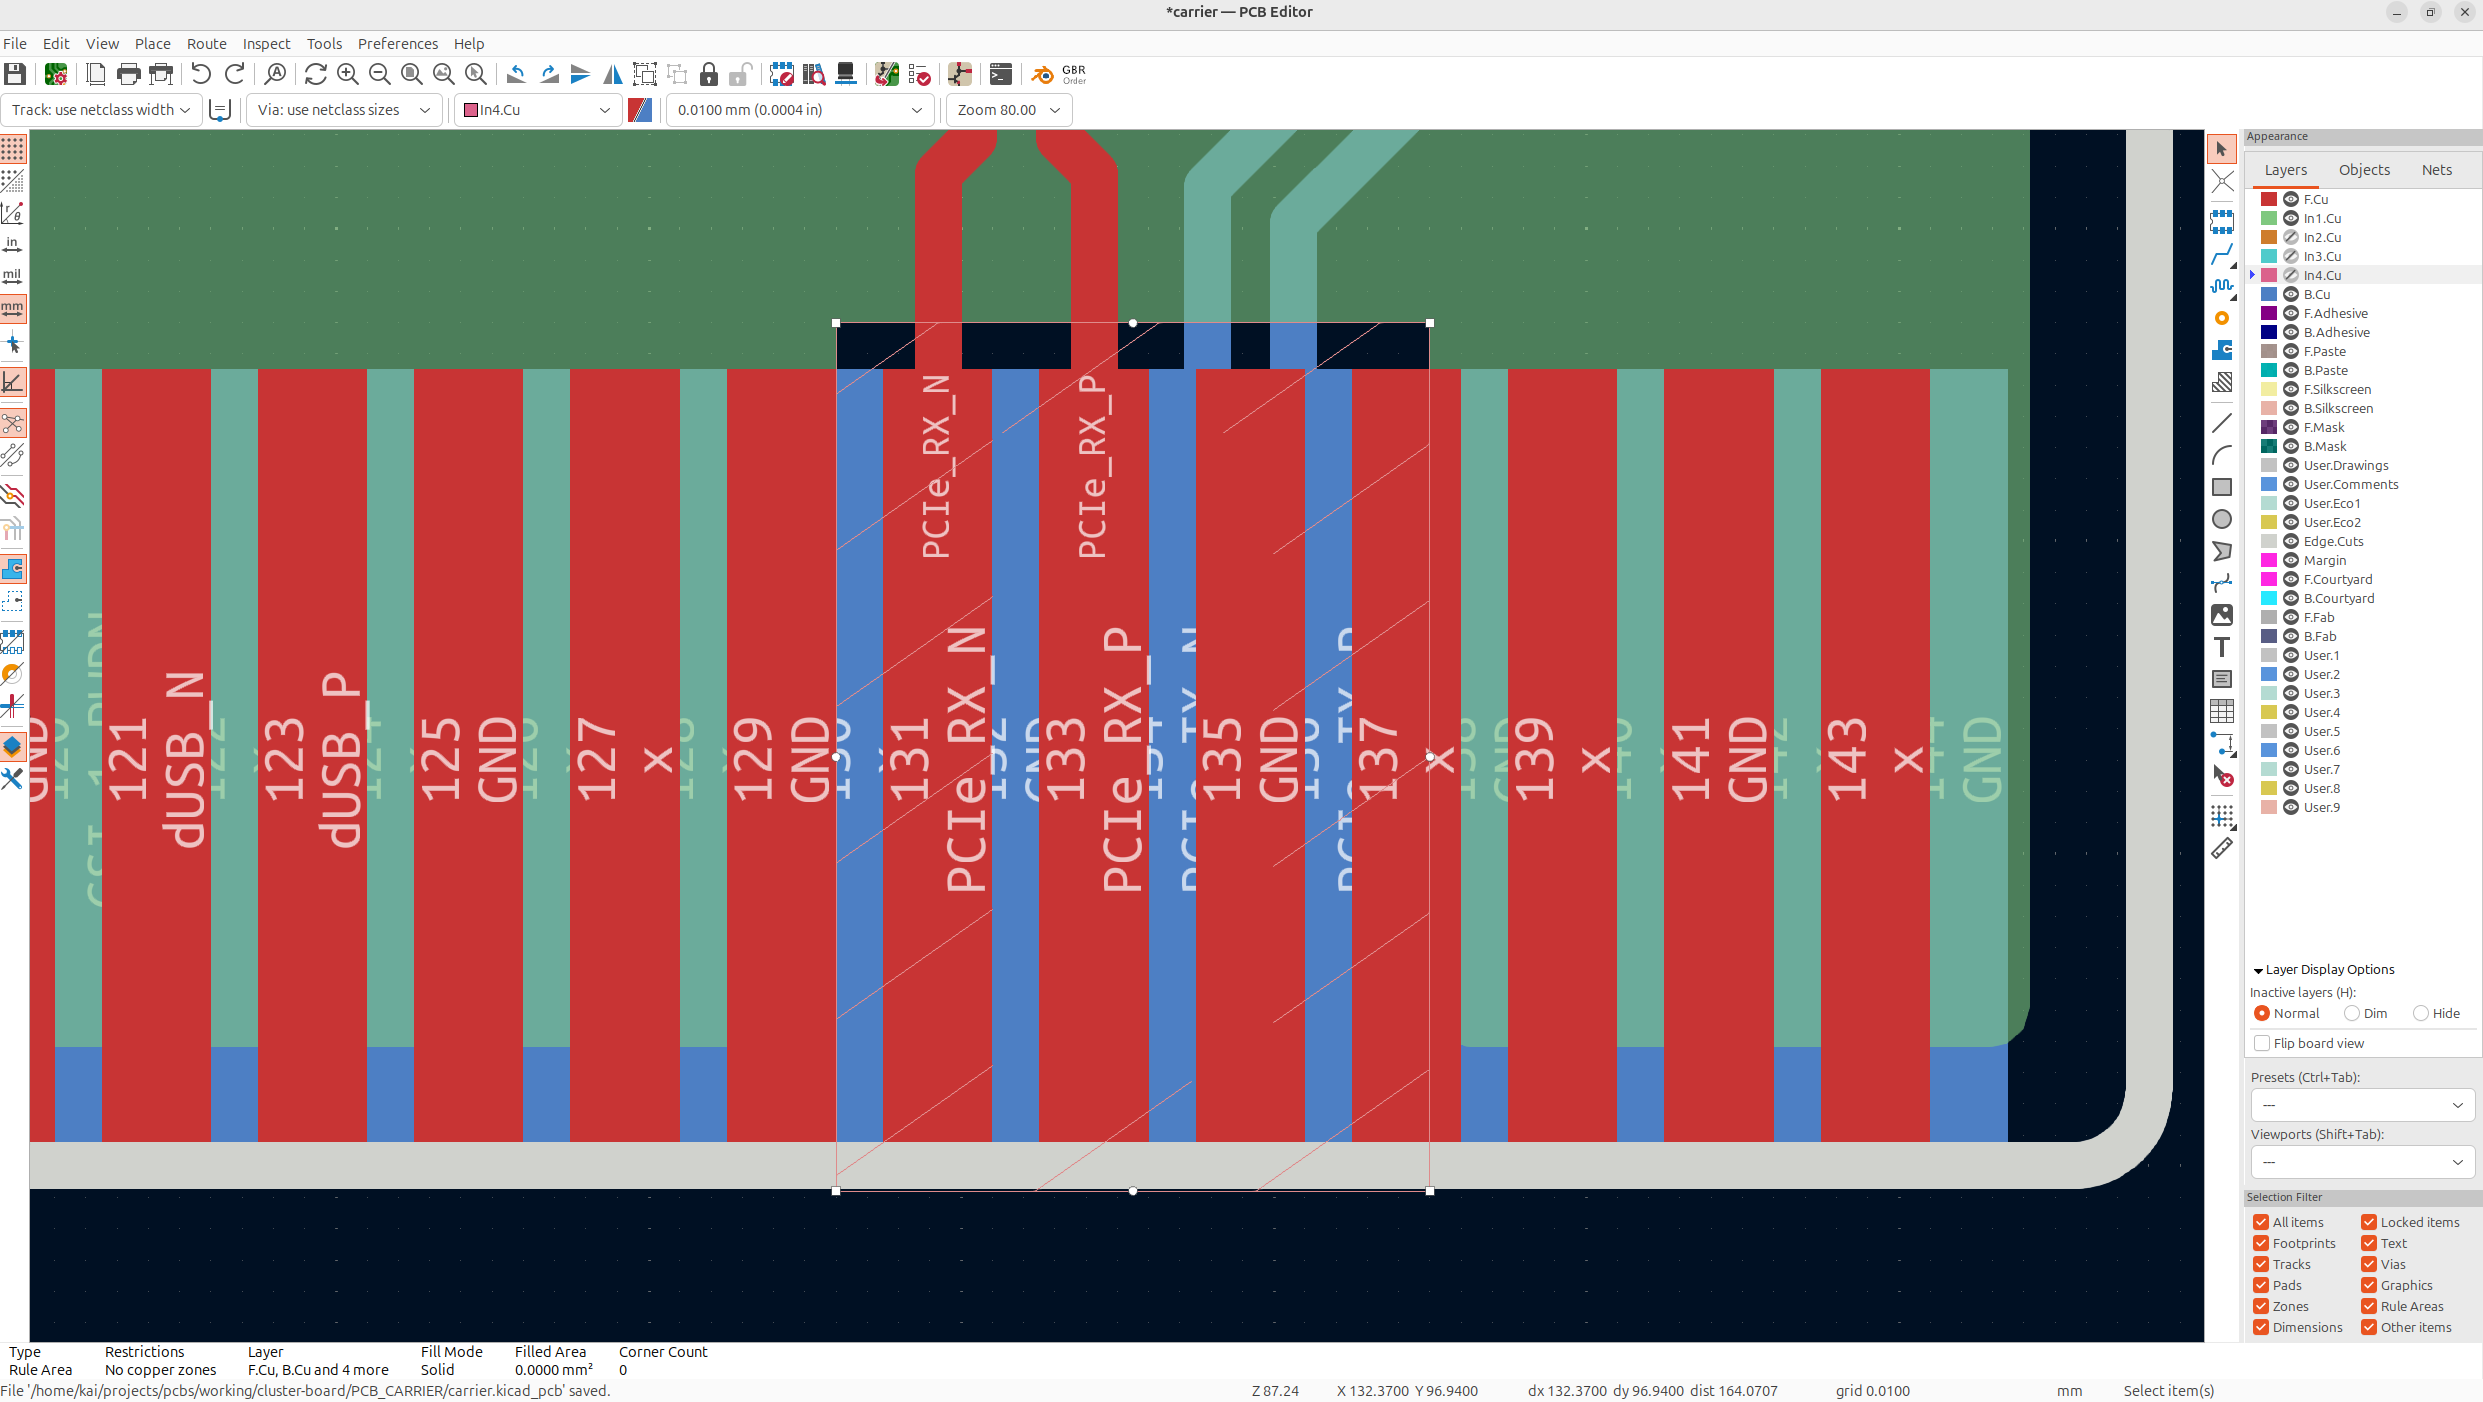 *carrier — PCB Editor
File Edit View Place Route Inspect Tools Preferences Help
GBR
Order
Track: use netclass width
Via: use netclass sizes
In4.Cu
0.0100 mm (0.0004 in)
Zoom 80.00
in
mil
mm
PCIe_RX_N
PCIe_RX_P
GND
121
dUSB_N
123
dUSB_P
125
GND
127
x
129
GND
131
PCIe_RX_N
133
PCIe_RX_P
135
GND
137
x
139
x
141
GND
143
x
GND
Appearance
Layers Objects Nets
F.Cu
In1.Cu
In2.Cu
In3.Cu
In4.Cu
B.Cu
F.Adhesive
B.Adhesive
F.Paste
B.Paste
F.Silkscreen
B.Silkscreen
F.Mask
B.Mask
User.Drawings
User.Comments
User.Eco1
User.Eco2
Edge.Cuts
Margin
F.Courtyard
B.Courtyard
F.Fab
B.Fab
User.1
User.2
User.3
User.4
User.5
User.6
User.7
User.8
User.9
Layer Display Options
Inactive layers (H):
Normal Dim Hide
Flip board view
Presets (Ctrl+Tab):
---
Viewports (Shift+Tab):
---
Selection Filter
All items Locked items
Footprints Text
Tracks Vias
Pads Graphics
Zones Rule Areas
Dimensions Other items
Type Restrictions Layer Fill Mode Filled Area Corner Count
Rule Area No copper zones F.Cu, B.Cu and 4 more Solid 0.0000 mm² 0
File '/home/kai/projects/pcbs/working/cluster-board/PCB_CARRIER/carrier.kicad_pcb' saved.
Z 87.24 X 132.3700 Y 96.9400 dx 132.3700 dy 96.9400 dist 164.0707 grid 0.0100 mm Select item(s)